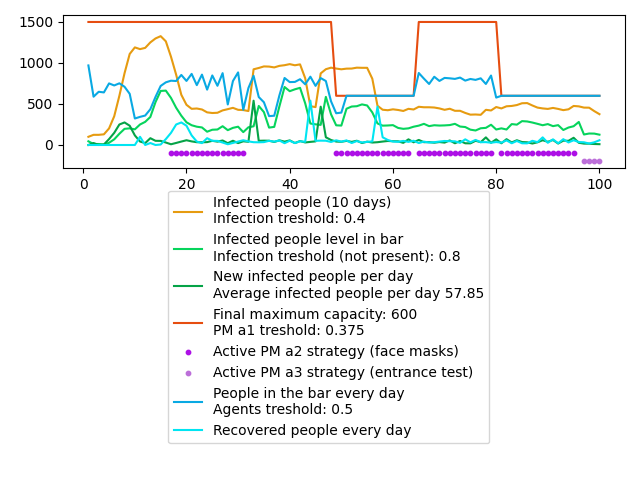 1500
1000
500
0
0
20
40
60
80
100
Infected people (10 days)
Infection treshold: 0.4
Infected people level in bar
Infection treshold (not present): 0.8
New infected people per day
Average infected people per day 57.85
Final maximum capacity: 600
PM a1 treshold: 0.375
Active PM a2 strategy (face masks)
Active PM a3 strategy (entrance test)
People in the bar every day
Agents treshold: 0.5
Recovered people every day